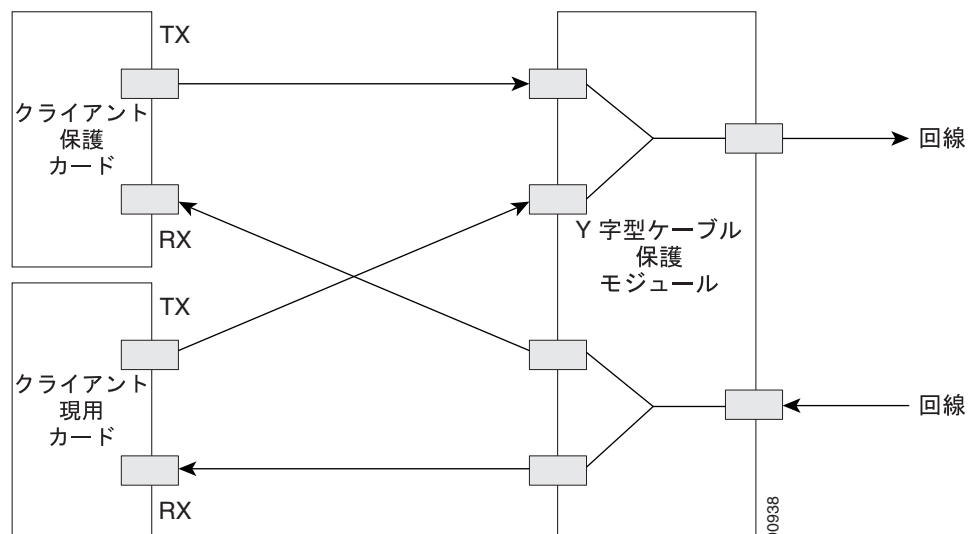 TX
クライアント
保護
カード
RX
回線
Y 字型ケーブル
保護
モジュール
TX
クライアント
現用
カード
RX
回線